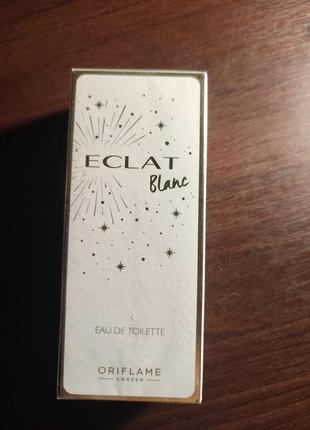 ECLAT
Blanc
EAU DE TOILETTE
ORIFLAME
SWEDEN